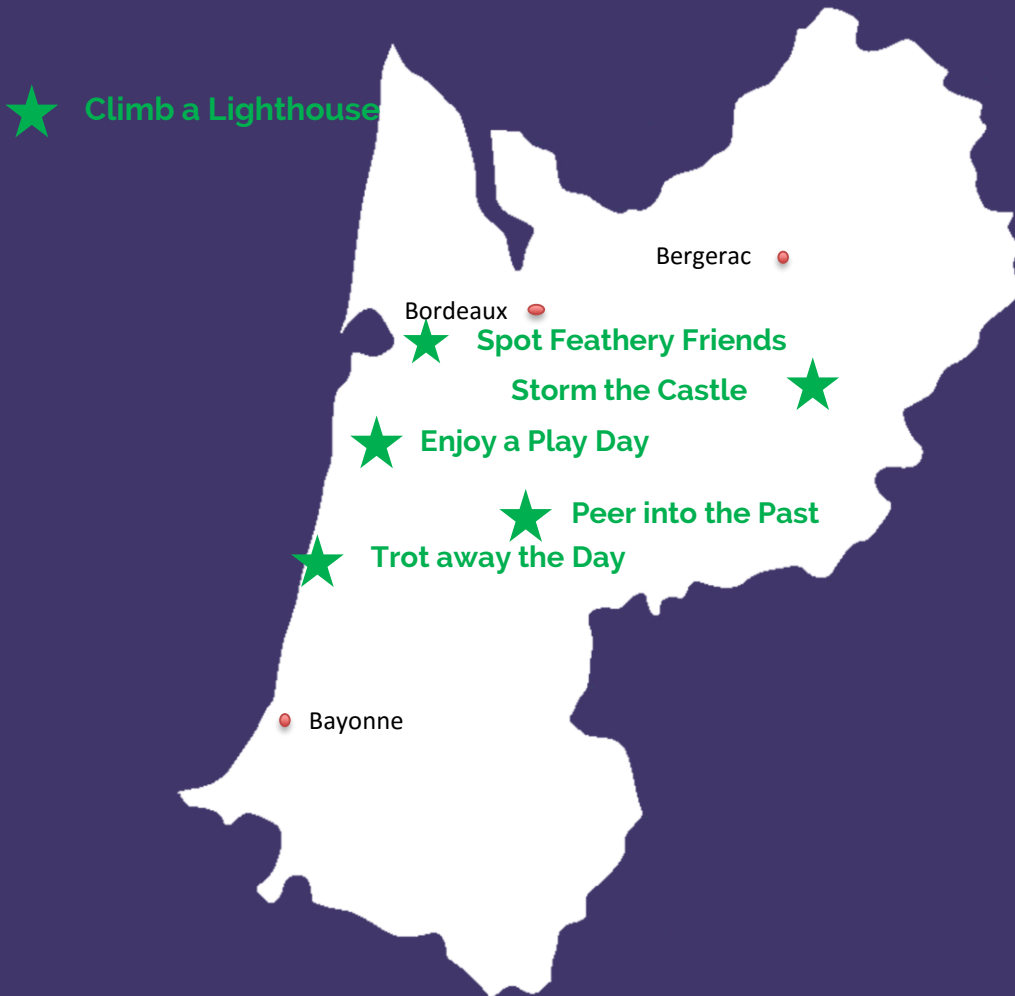 Climb a Lighthouse
Bergerac
Bordeaux
Spot Feathery Friends
Storm the Castle
Enjoy a Play Day
Peer into the Past
Trot away the Day
Bayonne